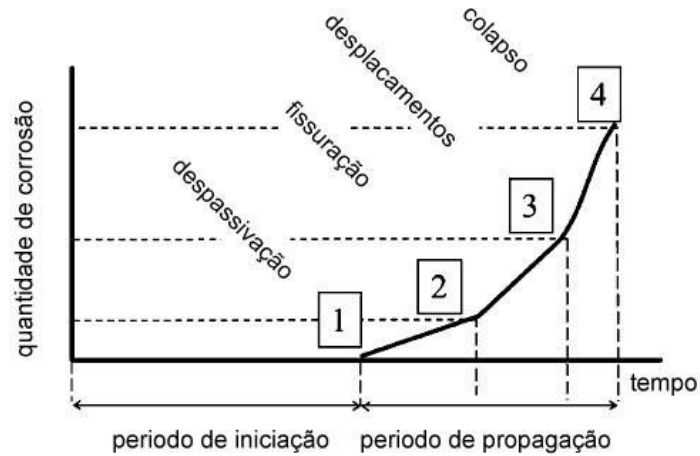 colapso
desplacamentos
fissuração
despassivação
4
3
2
1
quantidade de corrosão
tempo
periodo de iniciação
periodo de propagação